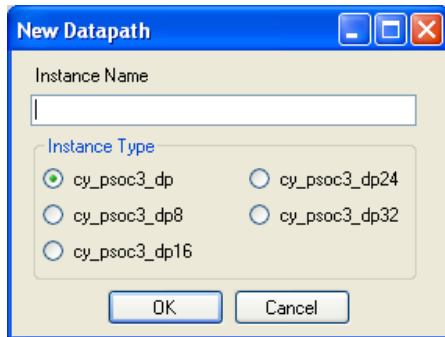 New Datapath
Instance Name
Instance Type
cy_psoc3_dp
cy_psoc3_dp24
cy_psoc3_dp8
cy_psoc3_dp32
cy_psoc3_dp16
OK
Cancel